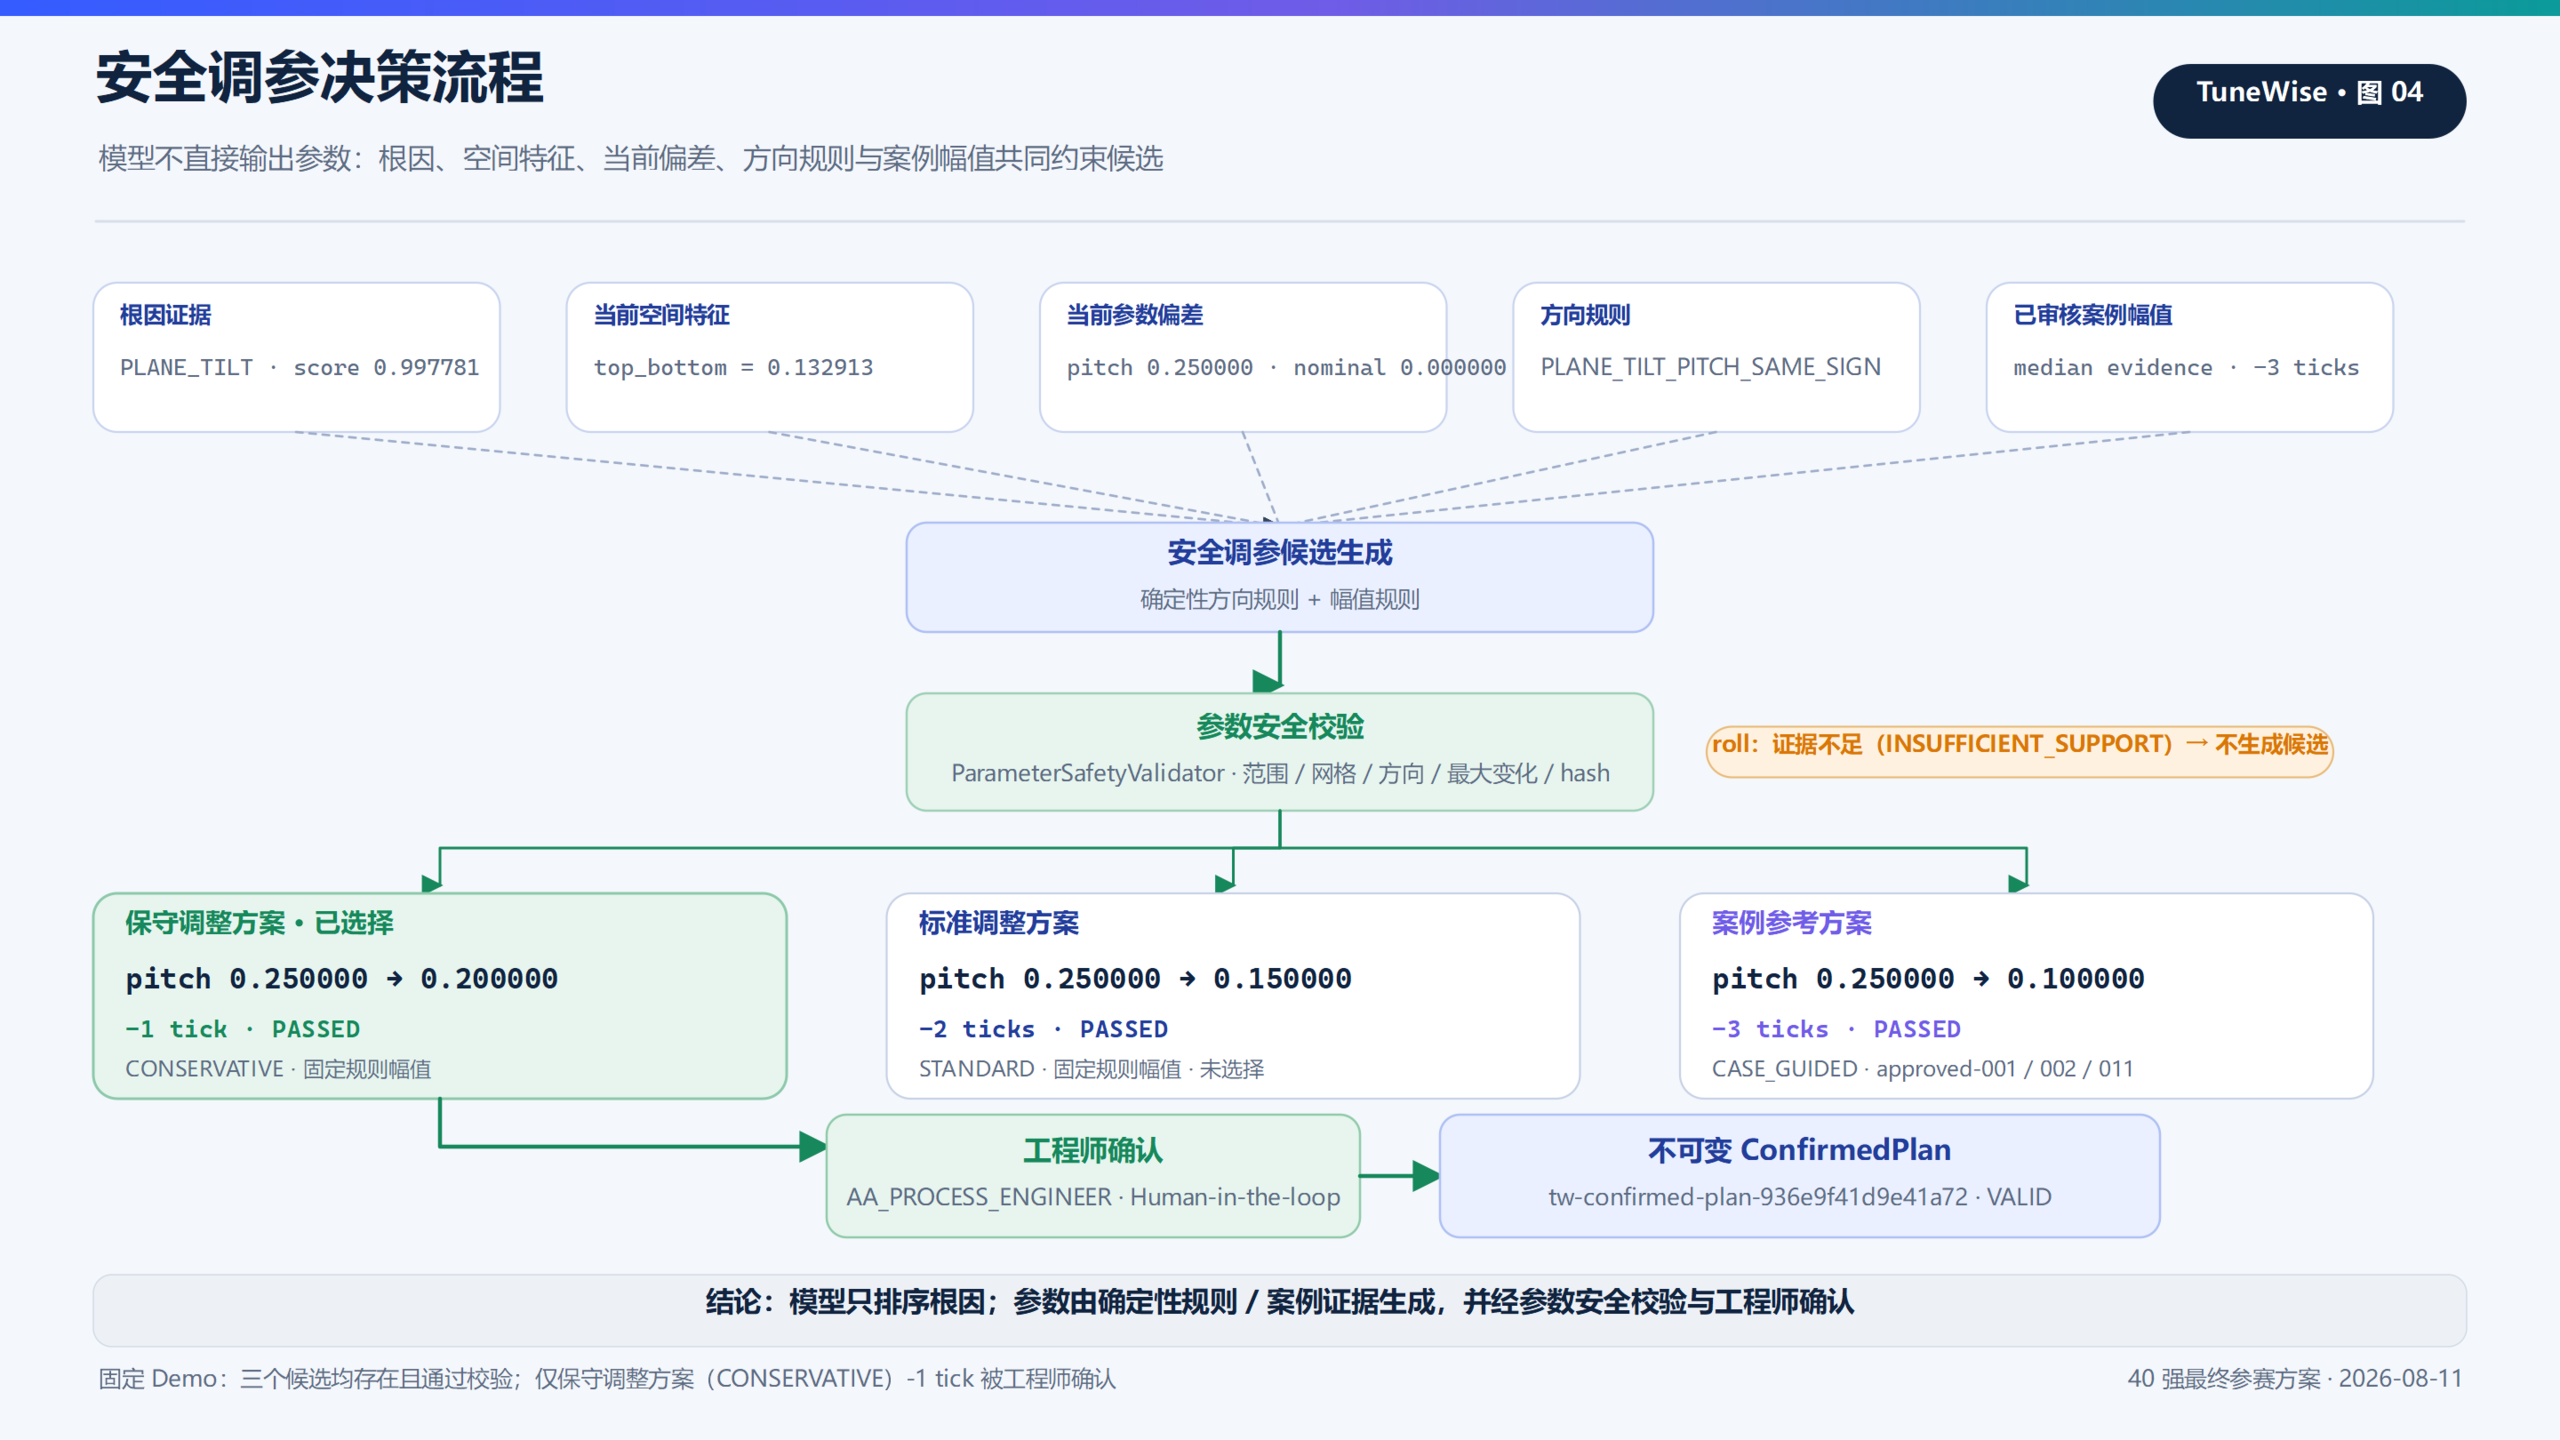 安全调参决策流程
TuneWise • 图 04
模型不直接输出参数：根因、空间特征、当前偏差、方向规则与案例幅值共同约束候选
根因证据
PLANE_TILT · score 0.997781
当前空间特征
top_bottom = 0.132913
当前参数偏差
pitch 0.250000 · nominal 0.000000
方向规则
PLANE_TILT_PITCH_SAME_SIGN
已审核案例幅值
median evidence · −3 ticks
安全调参候选生成
确定性方向规则 + 幅值规则
参数安全校验
ParameterSafetyValidator · 范围 / 网格 / 方向 / 最大变化 / hash
roll：证据不足（INSUFFICIENT_SUPPORT）→ 不生成候选
保守调整方案 • 已选择
pitch 0.250000 → 0.200000
−1 tick · PASSED
CONSERVATIVE · 固定规则幅值
标准调整方案
pitch 0.250000 → 0.150000
−2 ticks · PASSED
STANDARD · 固定规则幅值 · 未选择
案例参考方案
pitch 0.250000 → 0.100000
−3 ticks · PASSED
CASE_GUIDED · approved-001 / 002 / 011
工程师确认
AA_PROCESS_ENGINEER · Human-in-the-loop
不可变 ConfirmedPlan
tw-confirmed-plan-936e9f41d9e41a72 · VALID
结论：模型只排序根因；参数由确定性规则 / 案例证据生成，并经参数安全校验与工程师确认
固定 Demo：三个候选均存在且通过校验；仅保守调整方案（CONSERVATIVE）-1 tick 被工程师确认
40 强最终参赛方案 · 2026-08-11